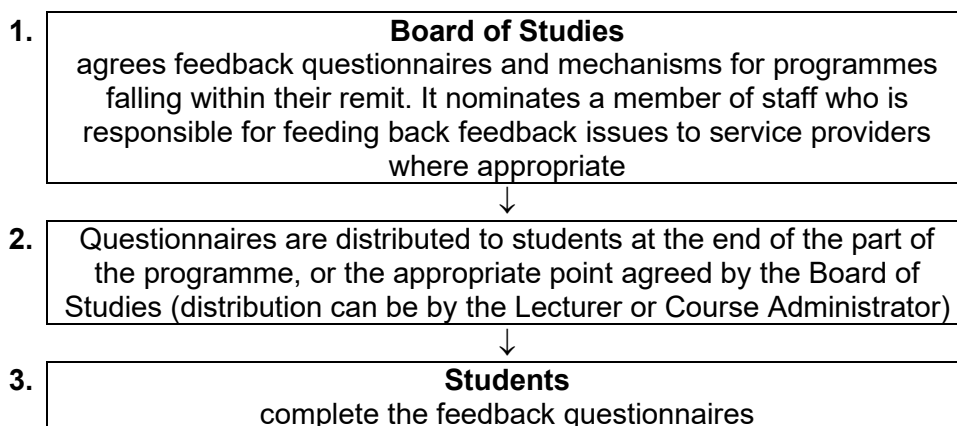 1. Board of Studies
agrees feedback questionnaires and mechanisms for programmes
falling within their remit. It nominates a member of staff who is
responsible for feeding back feedback issues to service providers
where appropriate
↓
2. Questionnaires are distributed to students at the end of the part of
the programme, or the appropriate point agreed by the Board of
Studies (distribution can be by the Lecturer or Course Administrator)
↓
3. Students
complete the feedback questionnaires